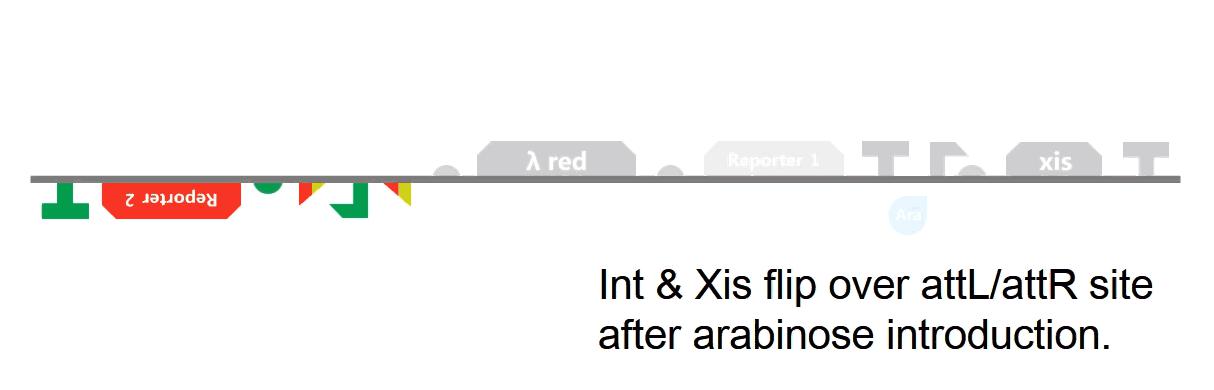 λ red
Reporter 1
xis
Reporter 2
Ara
Int & Xis flip over attL/attR site
after arabinose introduction.